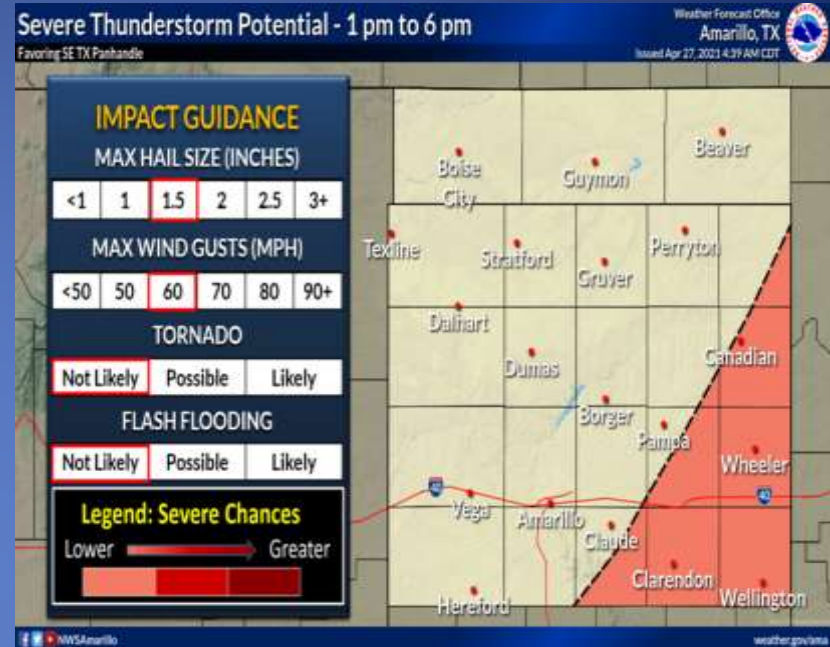 Severe Thunderstorm Potential - 1 pm to 6 pm
Favoring SE TX Panhandle
Weather Forecast Office
Amarillo, TX
Issued Apr 27, 2021 4:39 AM CDT
IMPACT GUIDANCE
MAX HAIL SIZE (INCHES)
<1 1 1.5 2 2.5 3+
MAX WIND GUSTS (MPH)
<50 50 60 70 80 90+
TORNADO
Not Likely Possible Likely
FLASH FLOODING
Not Likely Possible Likely
Legend: Severe Chances
Lower Greater
Boise City
Guymon
Beaver
Texline
Stratford
Gruver
Perryton
Dalhart
Dumas
Canadian
Borger
Pampa
Wheeler
40
40
Vega
Amarillo
Claude
Clarendon
Wellington
Hereford
NWSAmarillo
weather.gov/ama